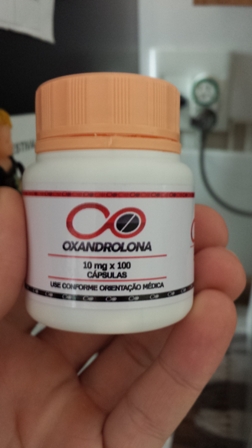 OXANDROLONA
10 mg x 100
CÁPSULAS
USE CONFORME ORIENTAÇÃO MÉDICA